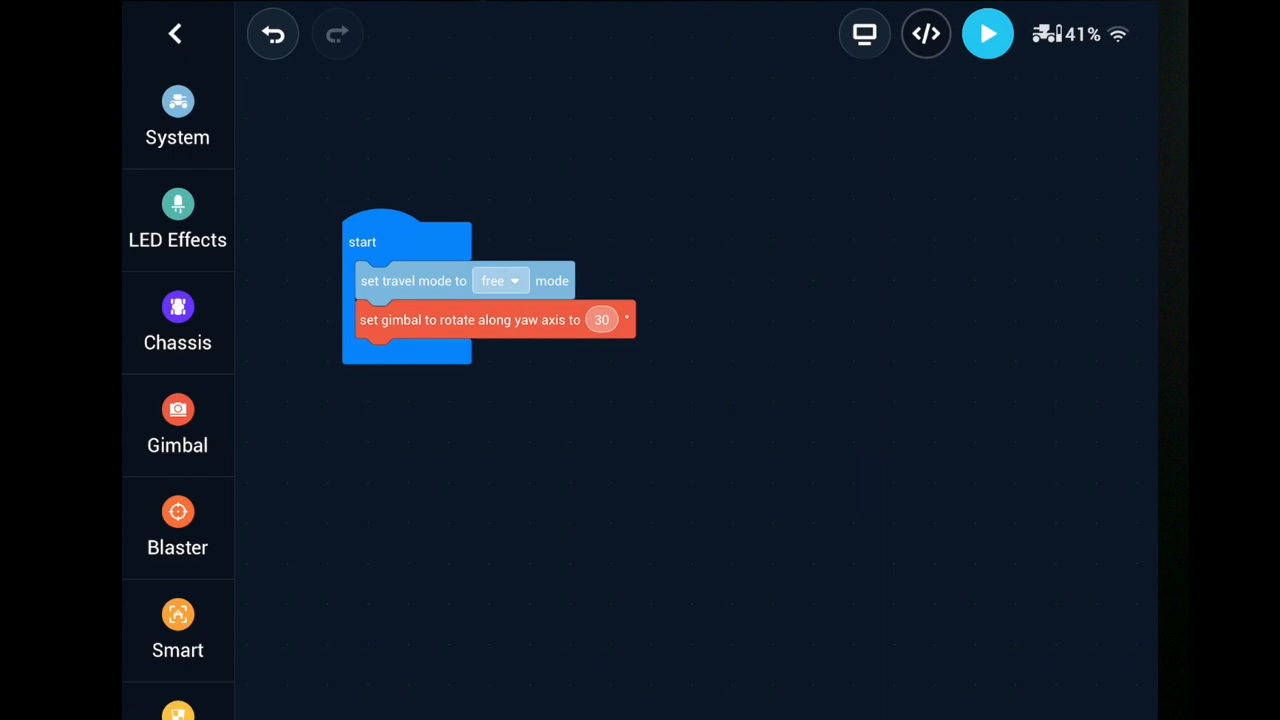 </>
41%
System
LED Effects
Chassis
Gimbal
Blaster
Smart
start
set travel mode to free mode
set gimbal to rotate along yaw axis to 30 °